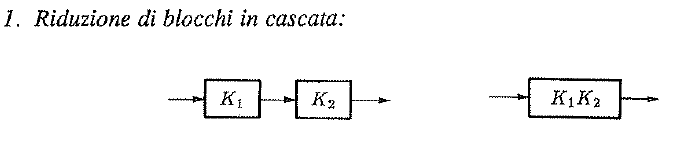 1. Riduzione di blocchi in cascata:
K₁ K₂ K₁K₂